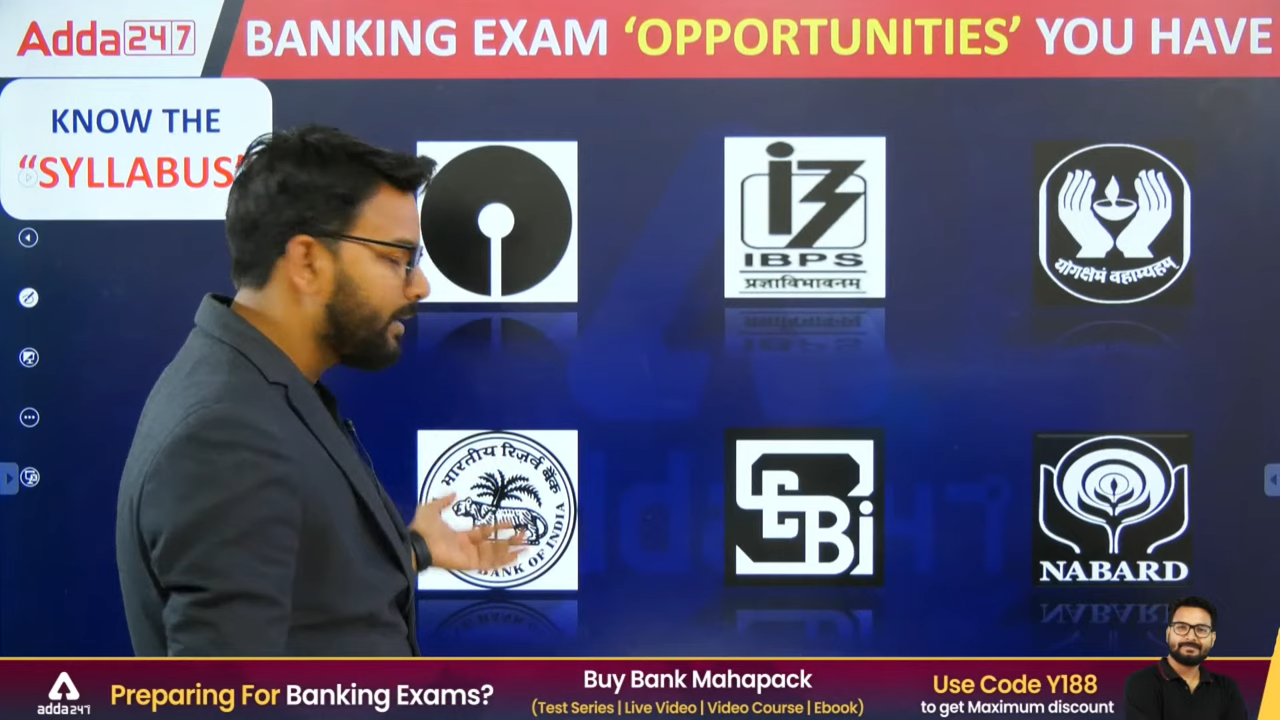 Adda247
BANKING EXAM ‘OPPORTUNITIES’ YOU HAVE
KNOW THE
“SYLLABUS”
IBPS
प्रज्ञाविभावनम्
योगक्षेमं वहाम्यहम्
भारतीय रिज़र्व बैंक
BANK OF INDIA
SEBi
NABARD
adda247
Preparing For Banking Exams?
Buy Bank Mahapack
(Test Series | Live Video | Video Course | Ebook)
Use Code Y188
to get Maximum discount